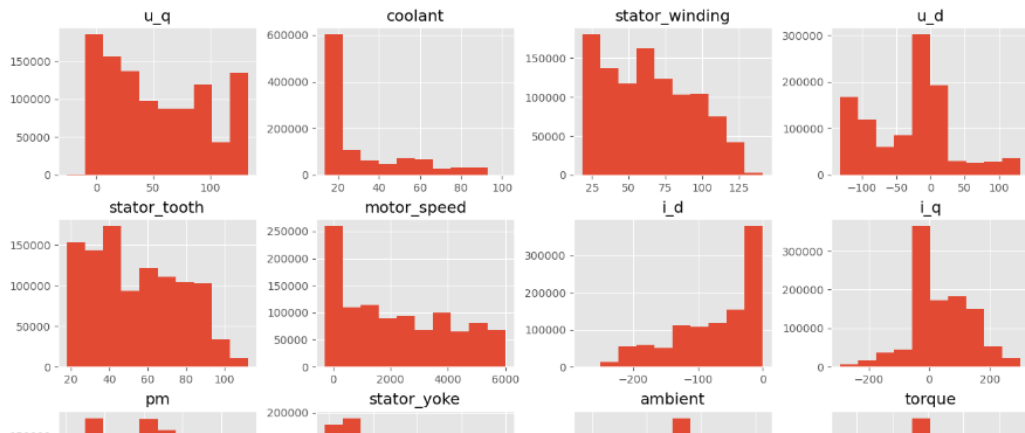 u_q coolant stator_winding u_d
150000 100000 50000 0
600000 400000 200000 0
150000 100000 50000 0
300000 200000 100000 0
0 50 100
20 40 60 80 100
25 50 75 100 125
−100 −50 0 50 100
stator_tooth motor_speed i_d i_q
150000 100000 50000 0
250000 200000 150000 100000 50000 0
300000 200000 100000 0
300000 200000 100000 0
20 40 60 80 100
0 2000 4000 6000
−200 −100 0
−200 0 200
pm stator_yoke ambient torque
200000